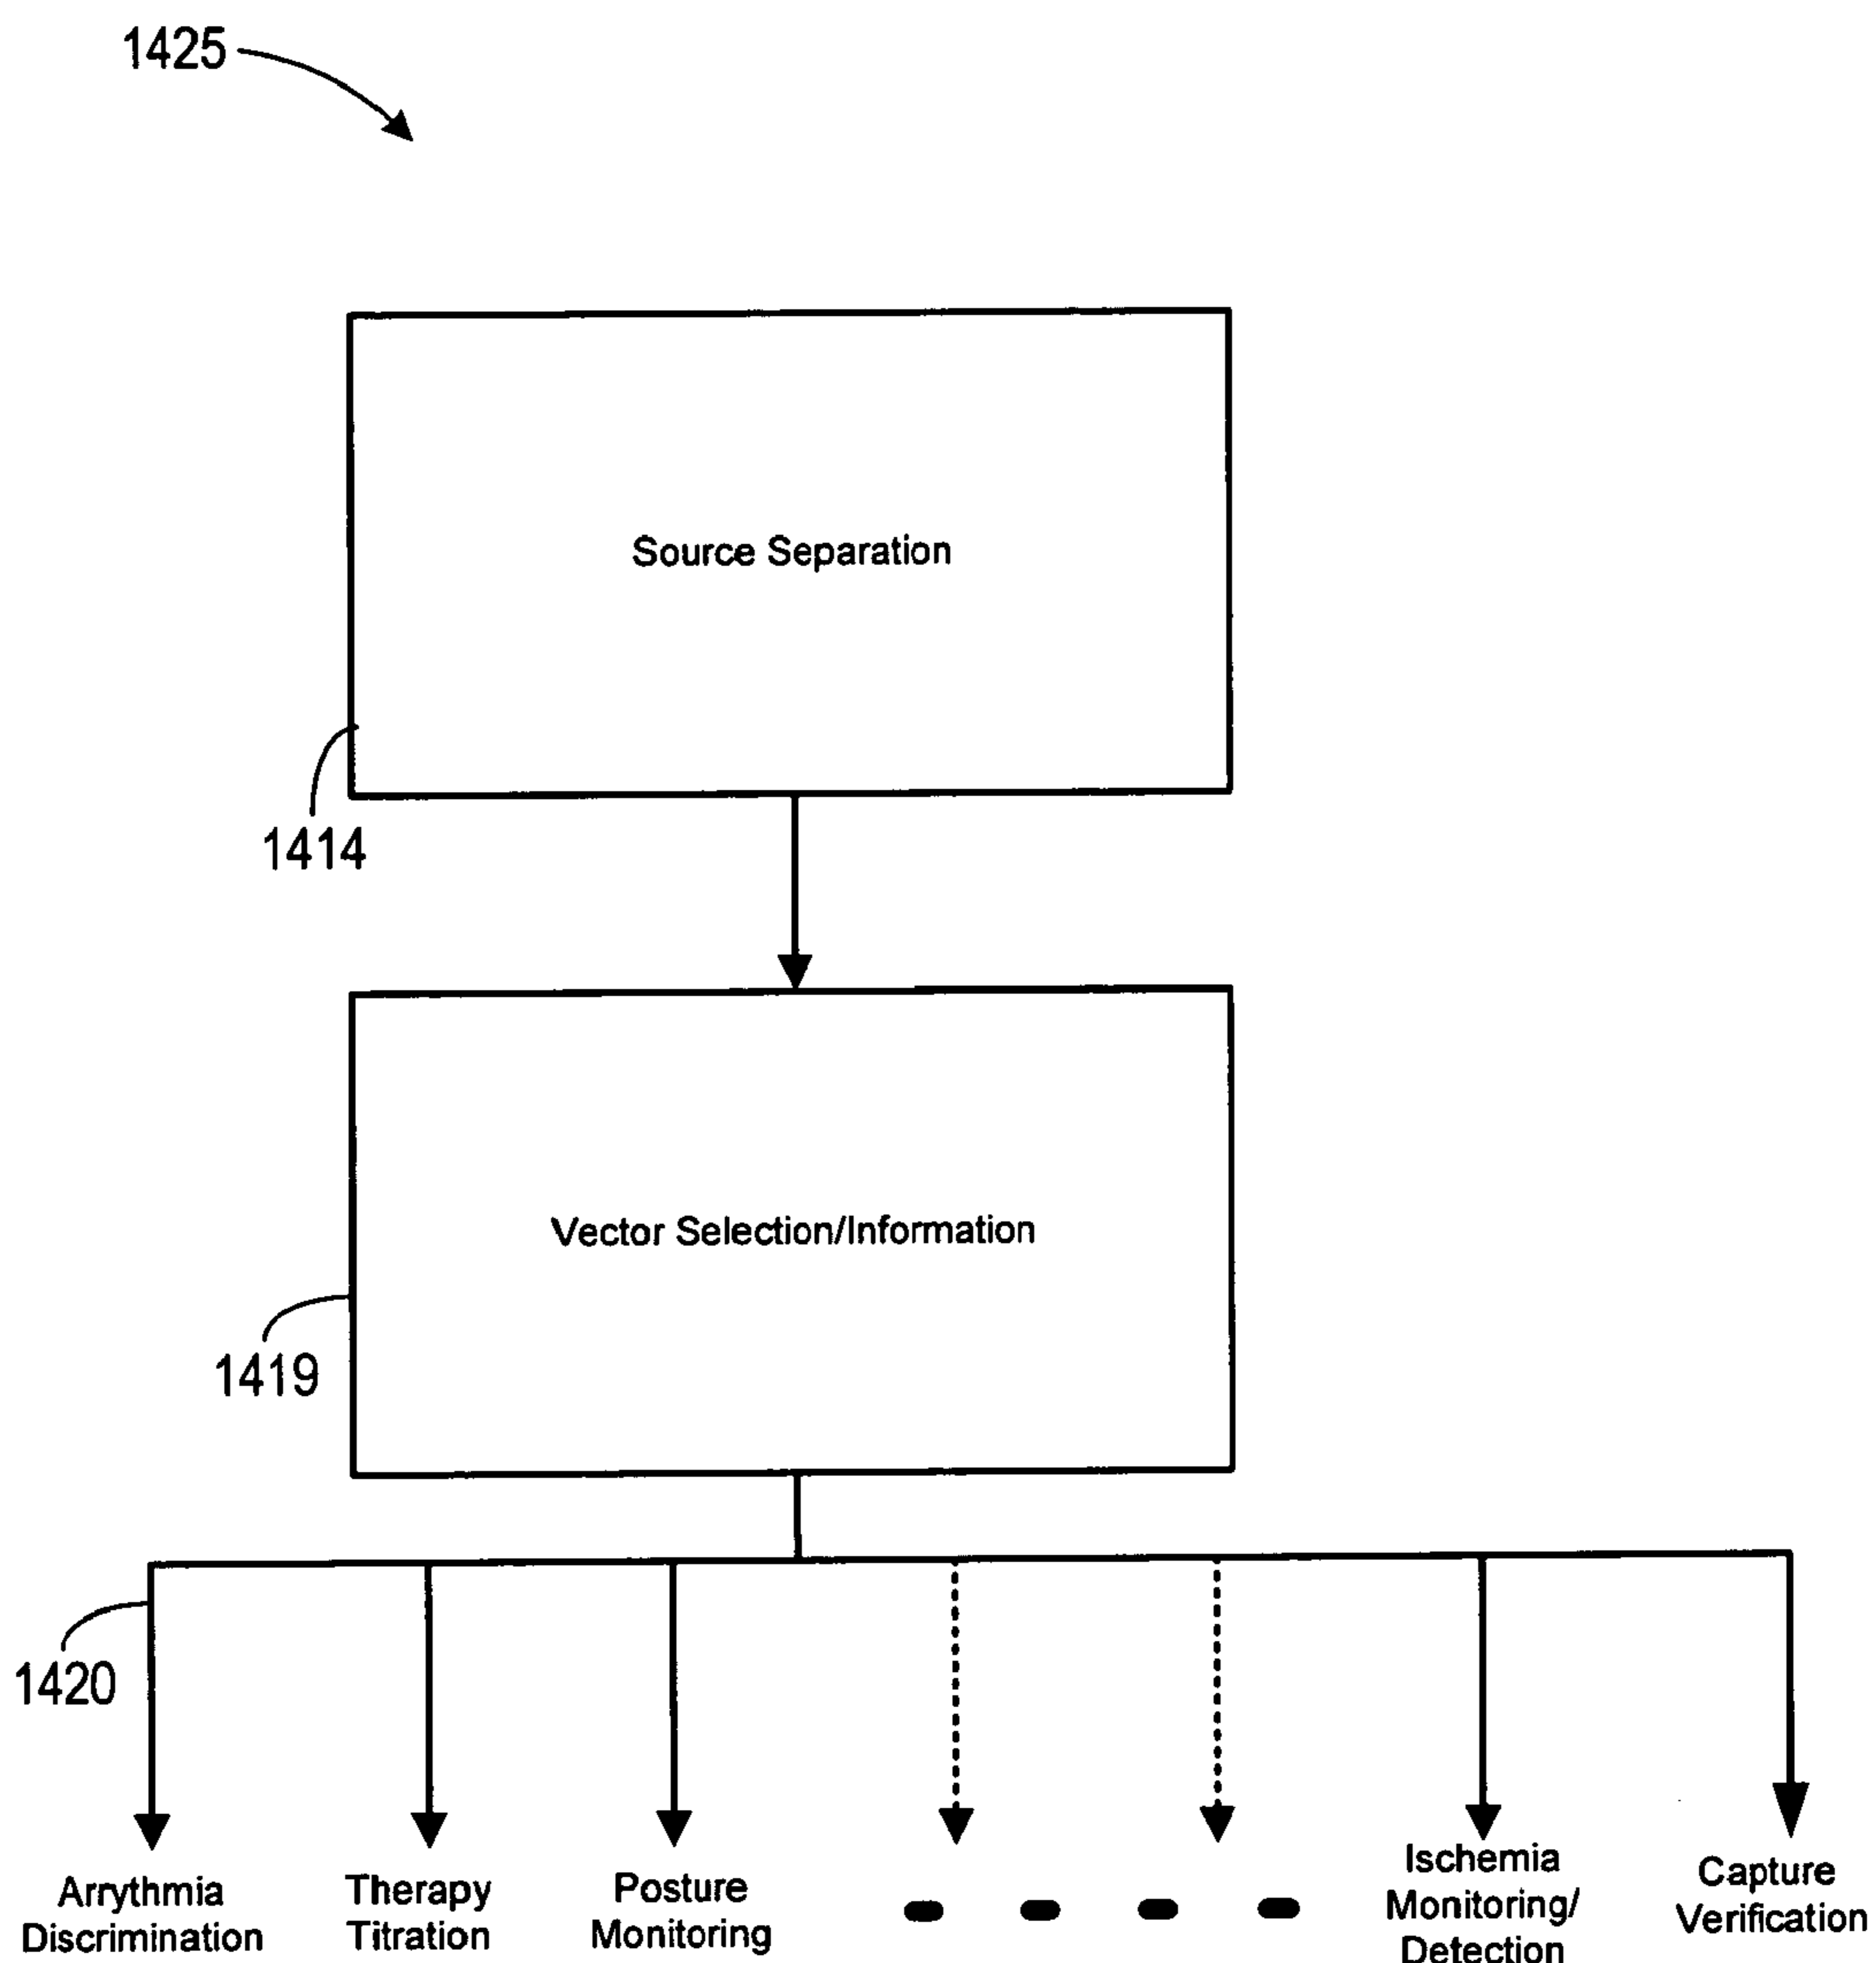 1425
Source Separation
1414
Vector Selection/Information
1419
1420
Arrythmia
Discrimination
Therapy
Titration
Posture
Monitoring
Ischemia
Monitoring/
Detection
Capture
Verification